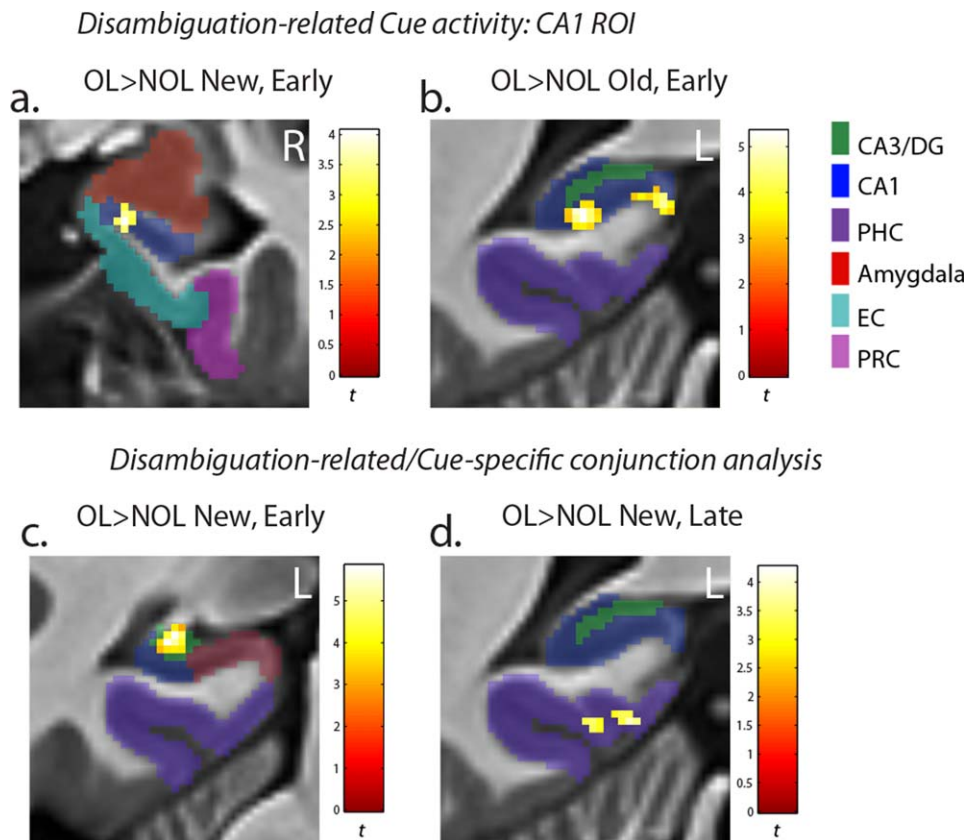 Disambiguation-related Cue activity: CA1 ROI
a.
OL>NOL New, Early
R
4
3.5
3
2.5
2
1.5
1
0.5
0
t
b.
OL>NOL Old, Early
L
5
4
3
2
1
0
t
CA3/DG
CA1
PHC
Amygdala
EC
PRC
Disambiguation-related/Cue-specific conjunction analysis
c.
OL>NOL New, Early
L
5
4
3
2
1
0
t
d.
OL>NOL New, Late
L
4
3.5
3
2.5
2
1.5
1
0.5
0
t